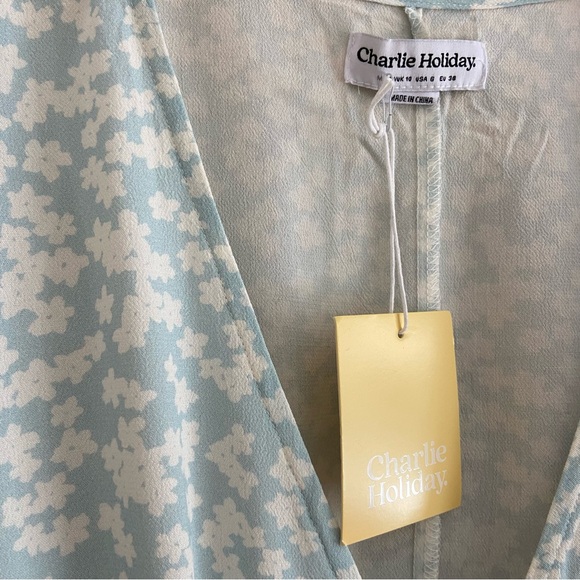 Charlie Holiday.
M UK 10 USA 6 EU 38
MADE IN CHINA
Charlie
Holiday.